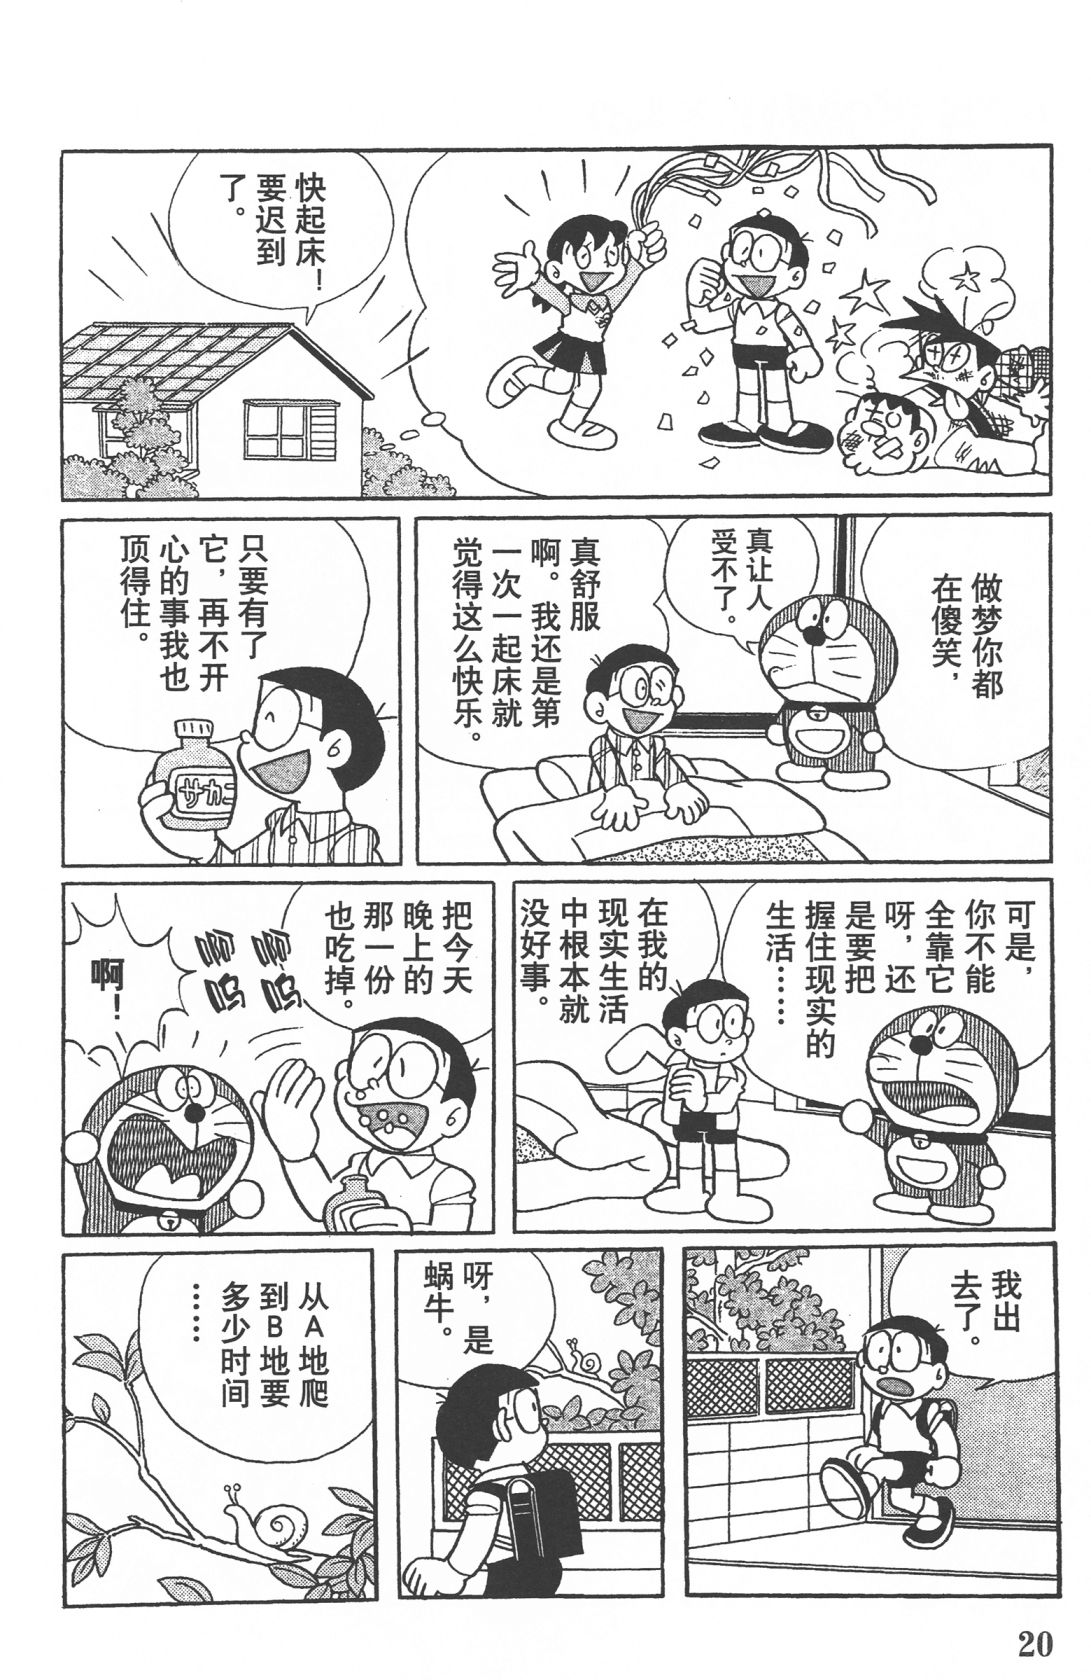 快起床！
要迟到
了。
做梦你都
在傻笑，
真让人
受不了。
真舒服
啊。我还是第
一次一起床就
觉得这么快乐。
只要有了
它，再不开
心的事我也
顶得住。
サカ
可是，
你不能
全靠它
呀，还
是要把
握住现实的
生活……
在我的
现实生活
中根本就
没好事。
把今天
晚上的
那一份
也吃掉。
啊呜
啊呜
啊！
我出
去了。
呀，是
蜗牛。
从A地爬
到B地要
多少时间
……
20